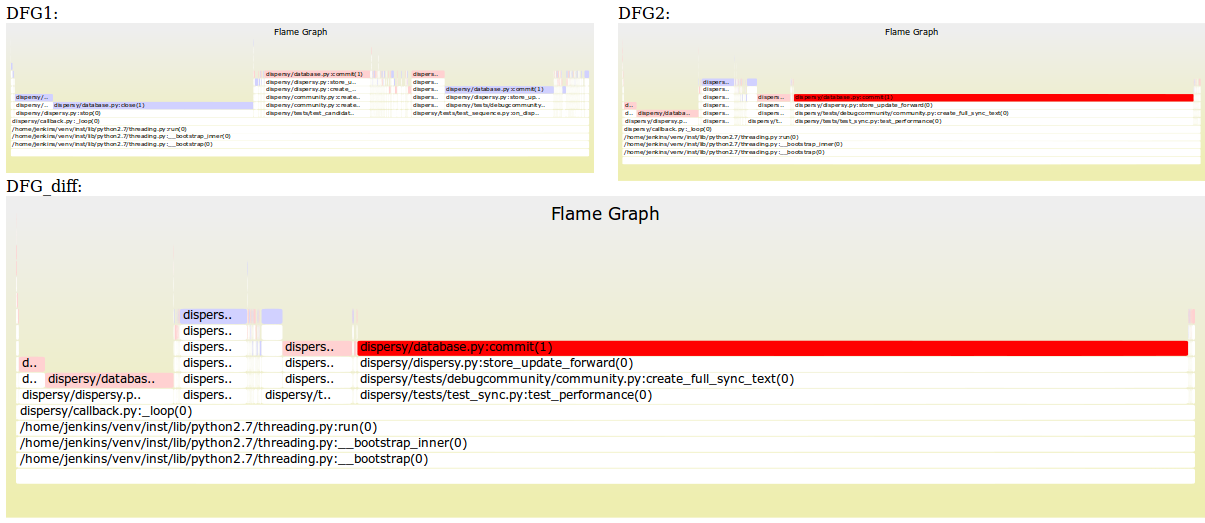 DFG1:
Flame Graph
dispersy/database.py:commit(1)
dispers..
dispersy/dispersy.py:store_u..
dispers..
dispersy/dispersy.py:create_..
dispers..
dispersy/database.py:commit(1)
dispersy/..
dispersy/community.py:create..
dispers..
dispersy/dispersy.py:store_up..
dispersy/..
dispersy/database.py:close(1)
dispersy/community.py:create..
dispers..
dispersy/tests/debugcommunity..
dispersy/dispersy.py:stop(0)
dispersy/tests/test_candidat..
dispersy/tests/test_sequence.py:on_disp..
dispersy/callback.py:_loop(0)
/home/jenkins/venv/inst/lib/python2.7/threading.py:run(0)
/home/jenkins/venv/inst/lib/python2.7/threading.py:__bootstrap_inner(0)
/home/jenkins/venv/inst/lib/python2.7/threading.py:__bootstrap(0)
DFG2:
Flame Graph
dispers..
dispers..
dispers..
dispers..
dispersy/database.py:commit(1)
d..
dispers..
dispers..
dispersy/dispersy.py:store_update_forward(0)
d..
dispersy/databa..
dispers..
dispers..
dispersy/tests/debugcommunity/community.py:create_full_sync_text(0)
dispersy/dispersy.p..
dispers..
dispersy/t..
dispersy/tests/test_sync.py:test_performance(0)
dispersy/callback.py:_loop(0)
/home/jenkins/venv/inst/lib/python2.7/threading.py:run(0)
/home/jenkins/venv/inst/lib/python2.7/threading.py:__bootstrap_inner(0)
/home/jenkins/venv/inst/lib/python2.7/threading.py:__bootstrap(0)
DFG_diff:
Flame Graph
dispers..
dispers..
dispers..
dispers..
dispersy/database.py:commit(1)
d..
dispers..
dispers..
dispersy/dispersy.py:store_update_forward(0)
d..
dispersy/databas..
dispers..
dispers..
dispersy/tests/debugcommunity/community.py:create_full_sync_text(0)
dispersy/dispersy.p..
dispers..
dispersy/t..
dispersy/tests/test_sync.py:test_performance(0)
dispersy/callback.py:_loop(0)
/home/jenkins/venv/inst/lib/python2.7/threading.py:run(0)
/home/jenkins/venv/inst/lib/python2.7/threading.py:__bootstrap_inner(0)
/home/jenkins/venv/inst/lib/python2.7/threading.py:__bootstrap(0)